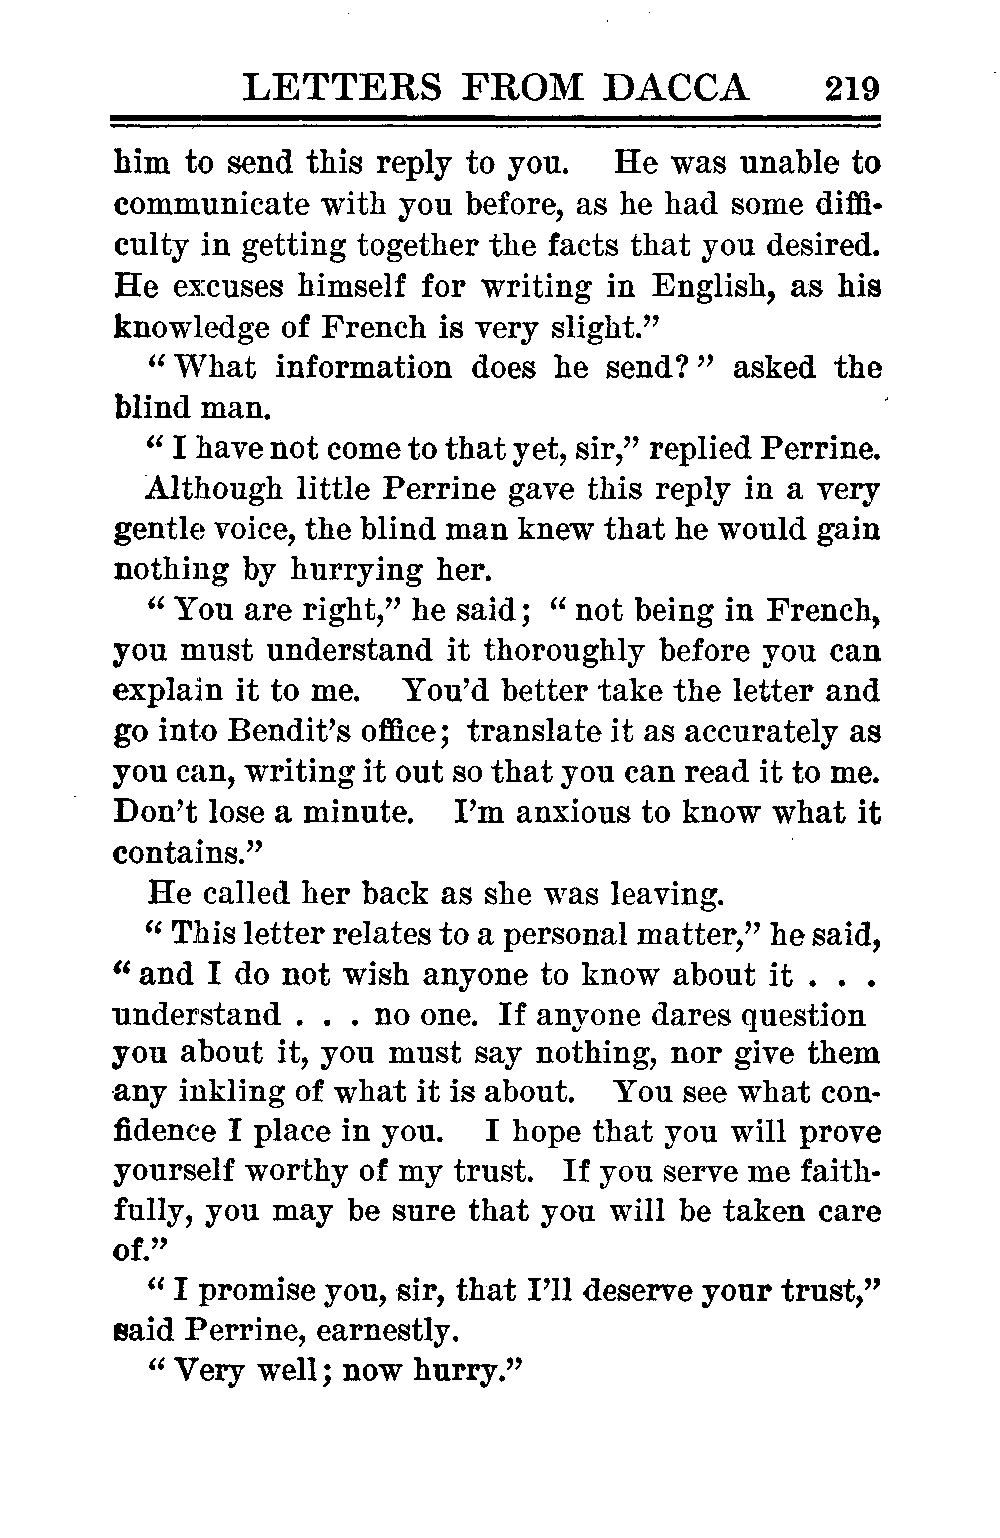 LETTERS FROM DACCA 219
him to send this reply to you. He was unable to
communicate with you before, as he had some diffi-
culty in getting together the facts that you desired.
He excuses himself for writing in English, as his
knowledge of French is very slight.”
“ What information does he send? ” asked the
blind man.
“ I have not come to that yet, sir,” replied Perrine.
Although little Perrine gave this reply in a very
gentle voice, the blind man knew that he would gain
nothing by hurrying her.
“ You are right,” he said; “ not being in French,
you must understand it thoroughly before you can
explain it to me. You’d better take the letter and
go into Bendit’s office; translate it as accurately as
you can, writing it out so that you can read it to me.
Don’t lose a minute. I’m anxious to know what it
contains.”
He called her back as she was leaving.
“ This letter relates to a personal matter,” he said,
“ and I do not wish anyone to know about it . . .
understand . . . no one. If anyone dares question
you about it, you must say nothing, nor give them
any inkling of what it is about. You see what con-
fidence I place in you. I hope that you will prove
yourself worthy of my trust. If you serve me faith-
fully, you may be sure that you will be taken care
of.”
“ I promise you, sir, that I’ll deserve your trust,”
said Perrine, earnestly.
“ Very well; now hurry.”